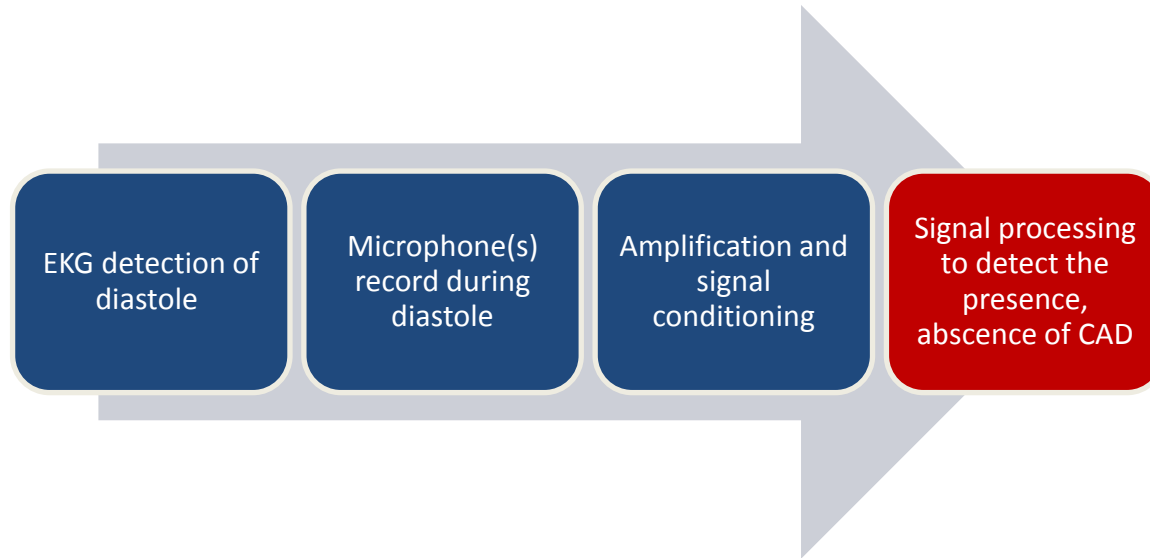 EKG detection of
diastole
Microphone(s)
record during
diastole
Amplification and
signal
conditioning
Signal processing
to detect the
presence,
abscence of CAD